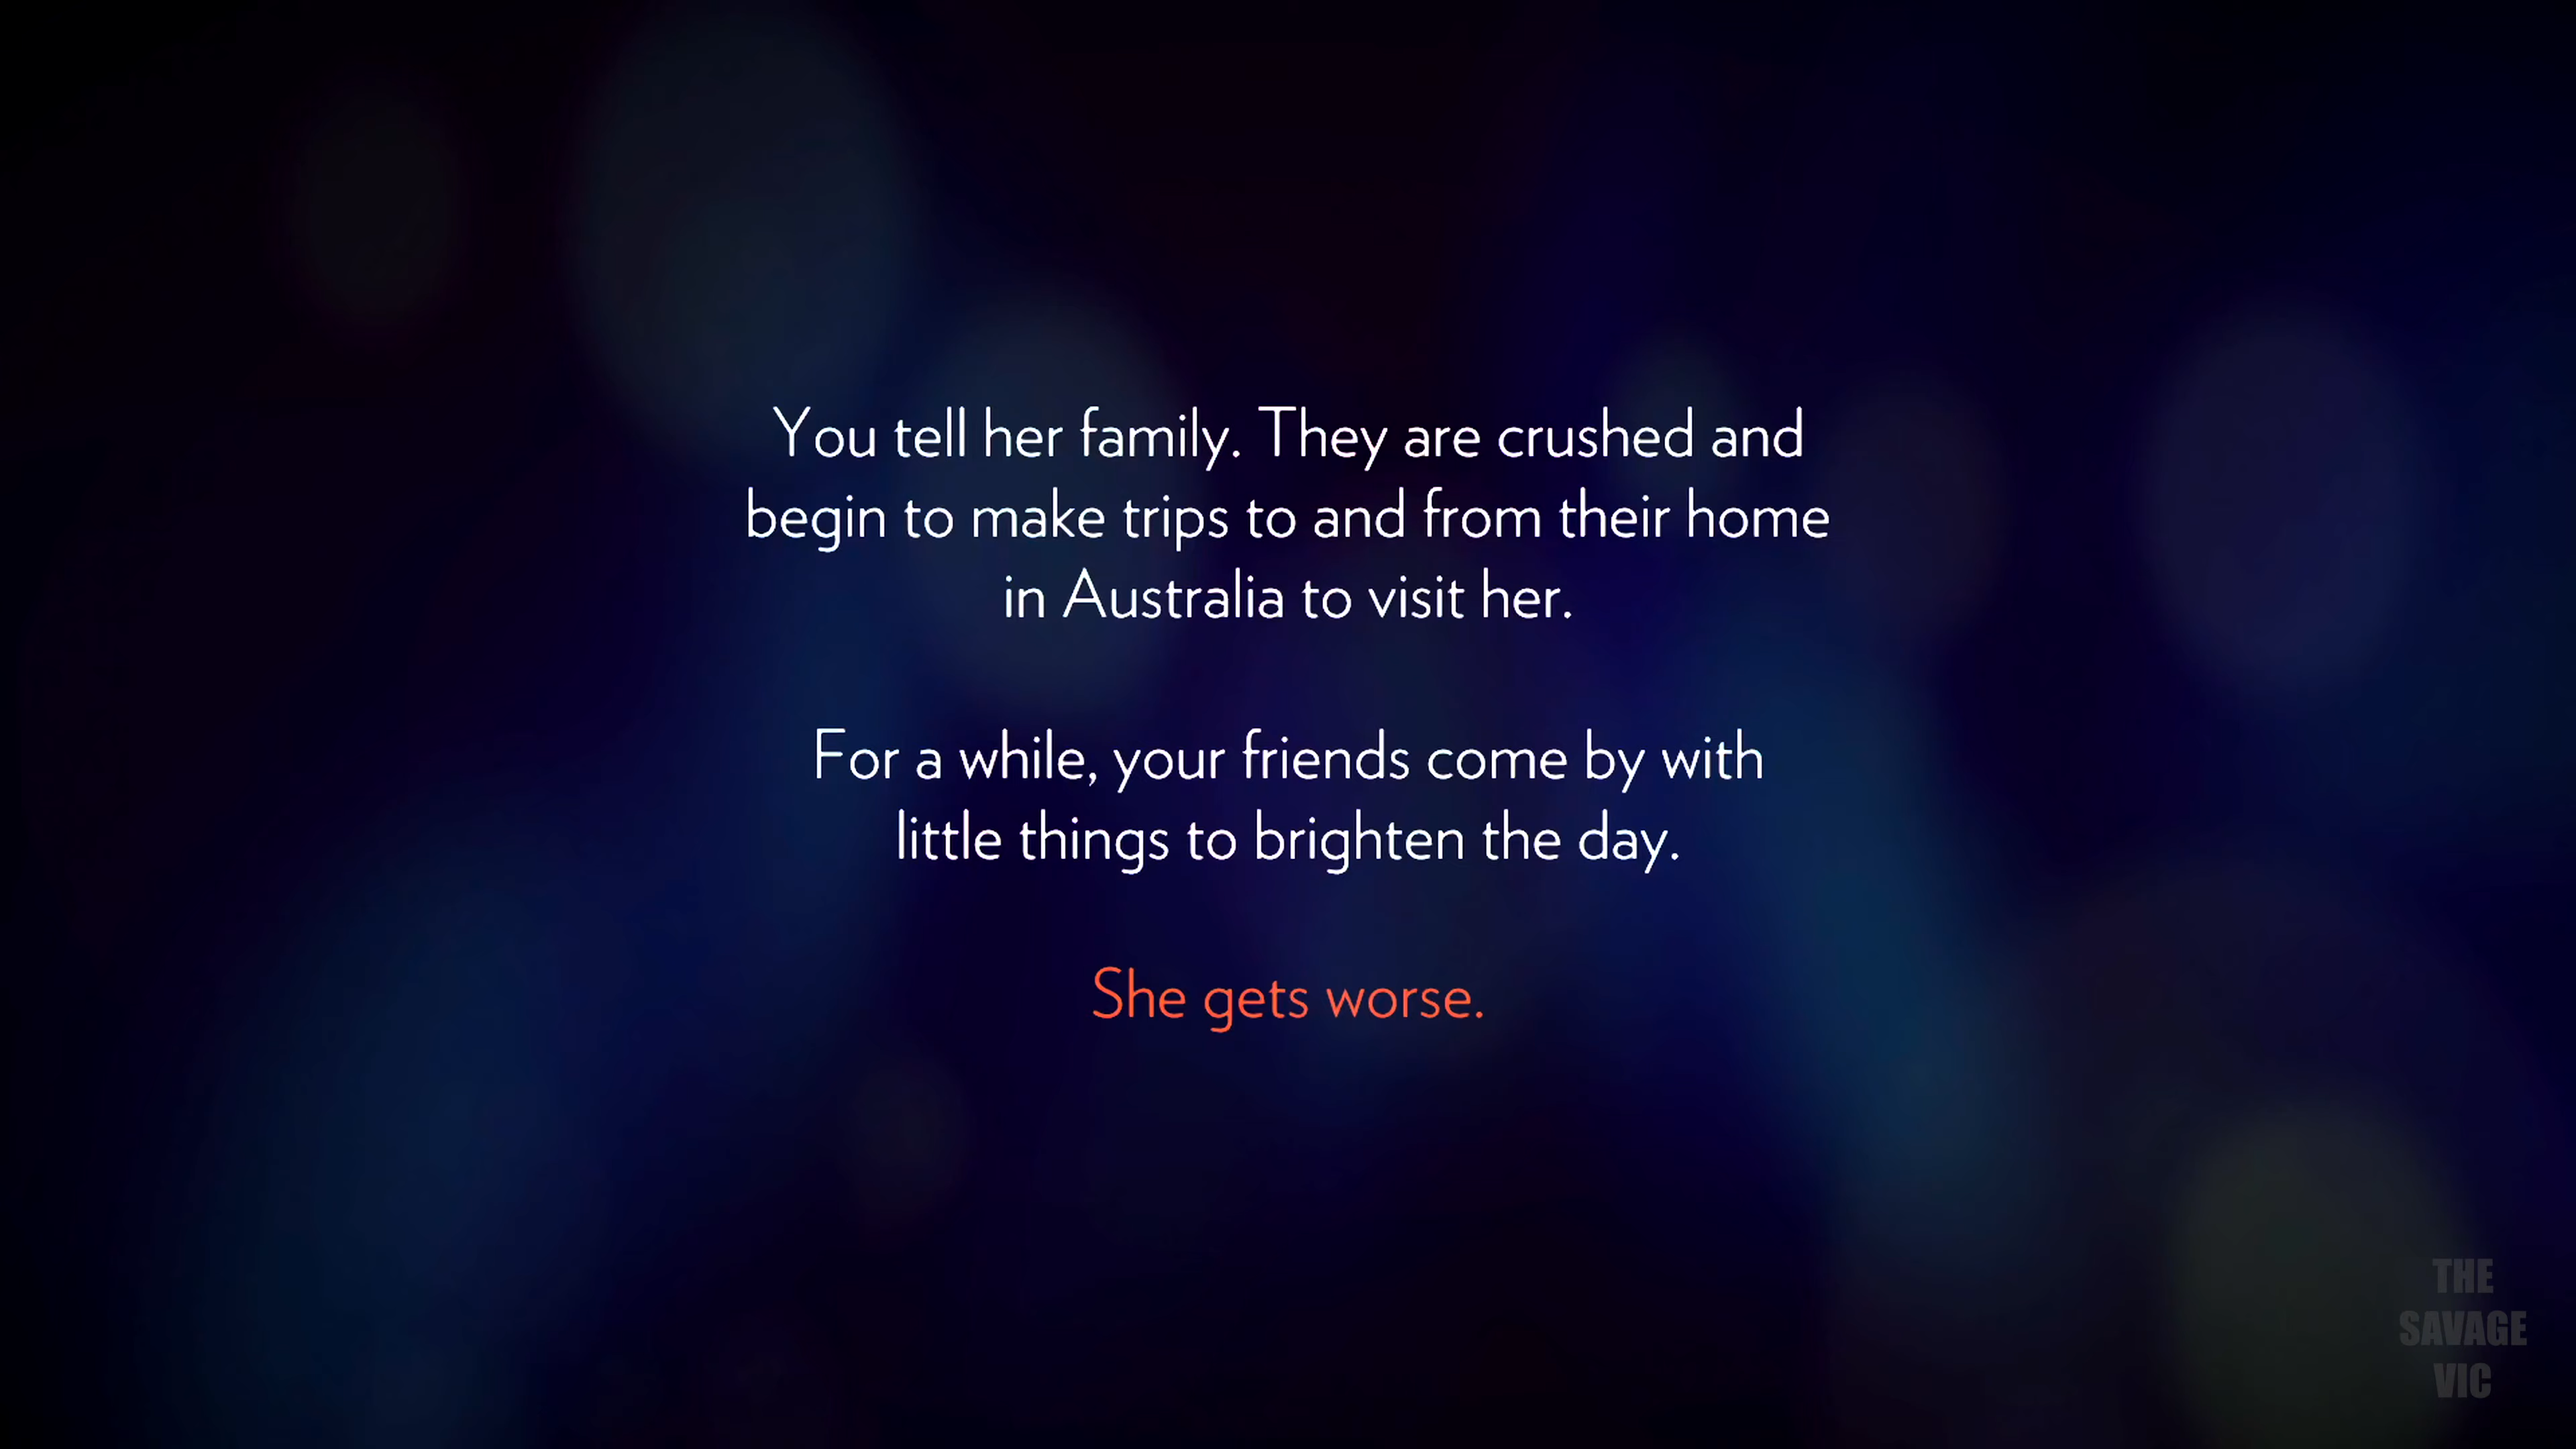 You tell her family. They are crushed and
begin to make trips to and from their home
in Australia to visit her.
For a while, your friends come by with
little things to brighten the day.
She gets worse.
THE
SAVAGE
VIC